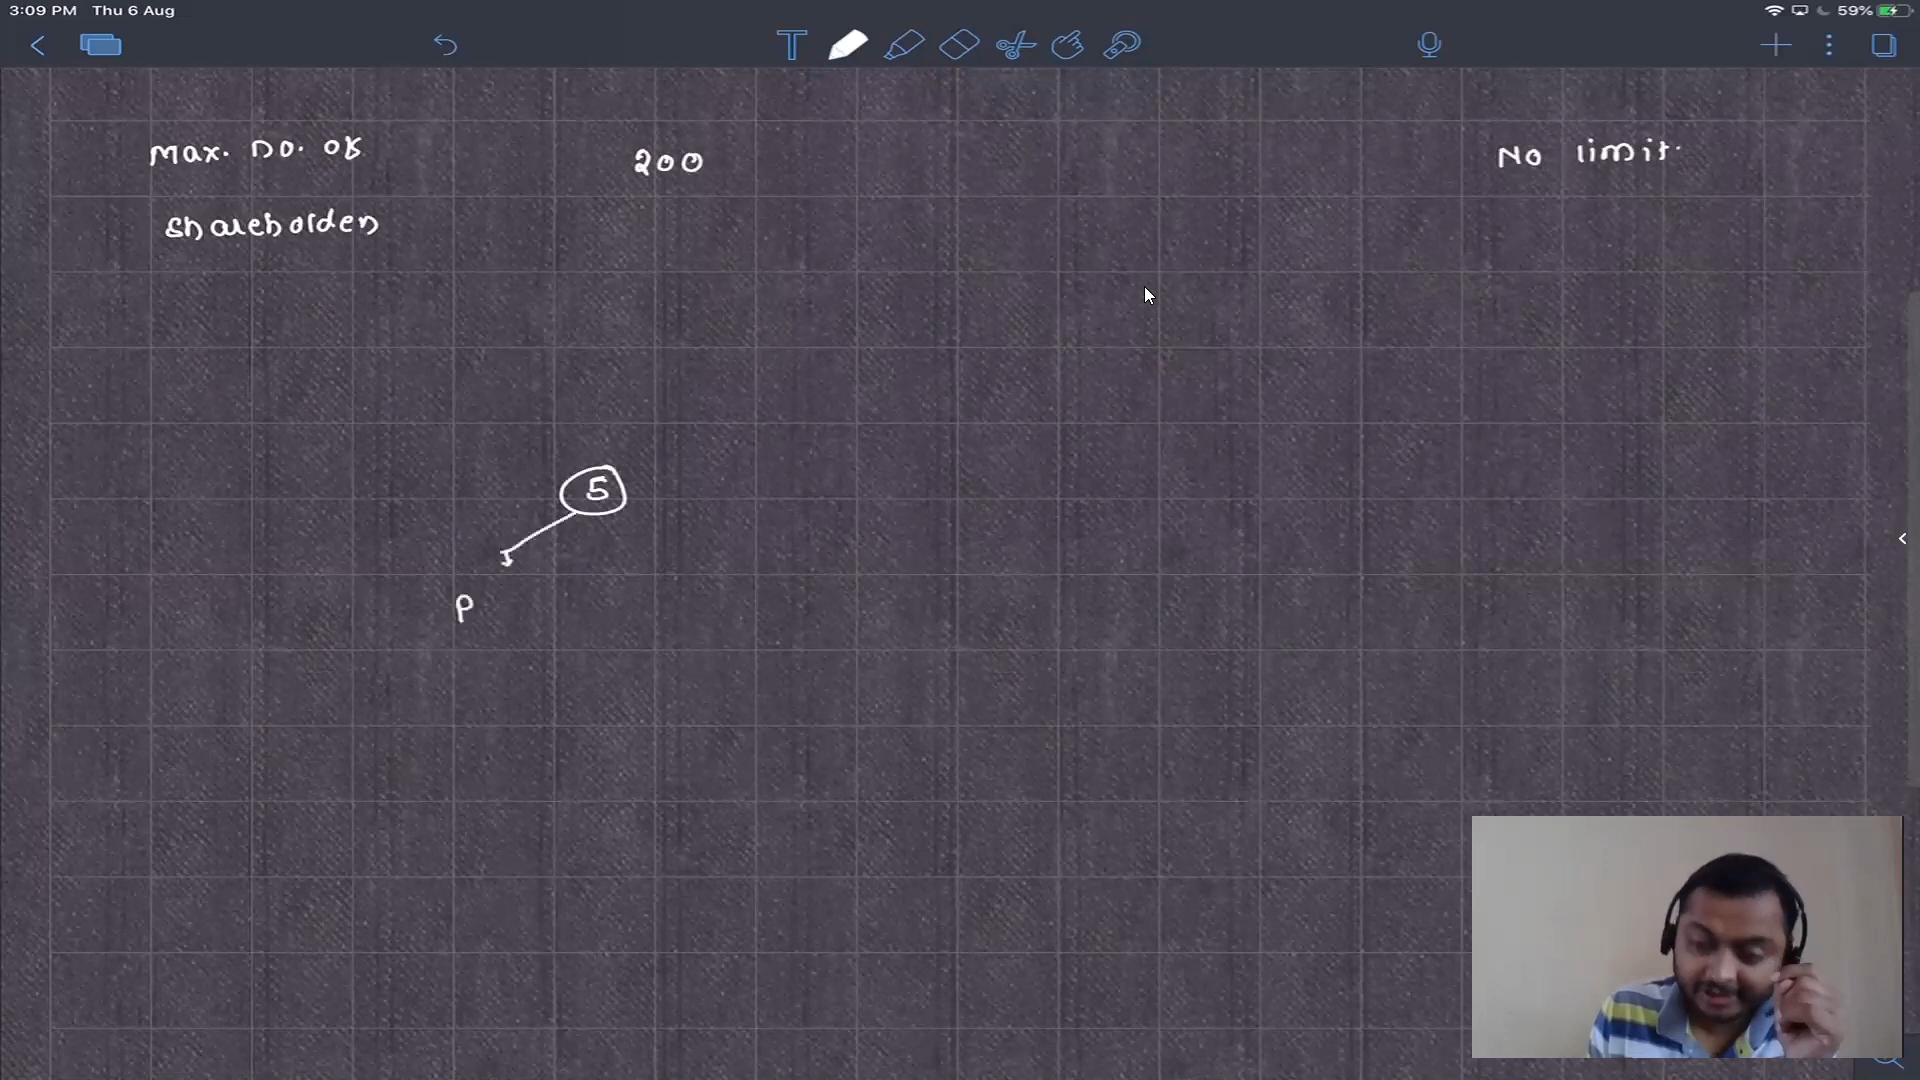 3:09 PM Thu 6 Aug 59%
T
Max. no. of 200 No limit.
shareholders
5
P